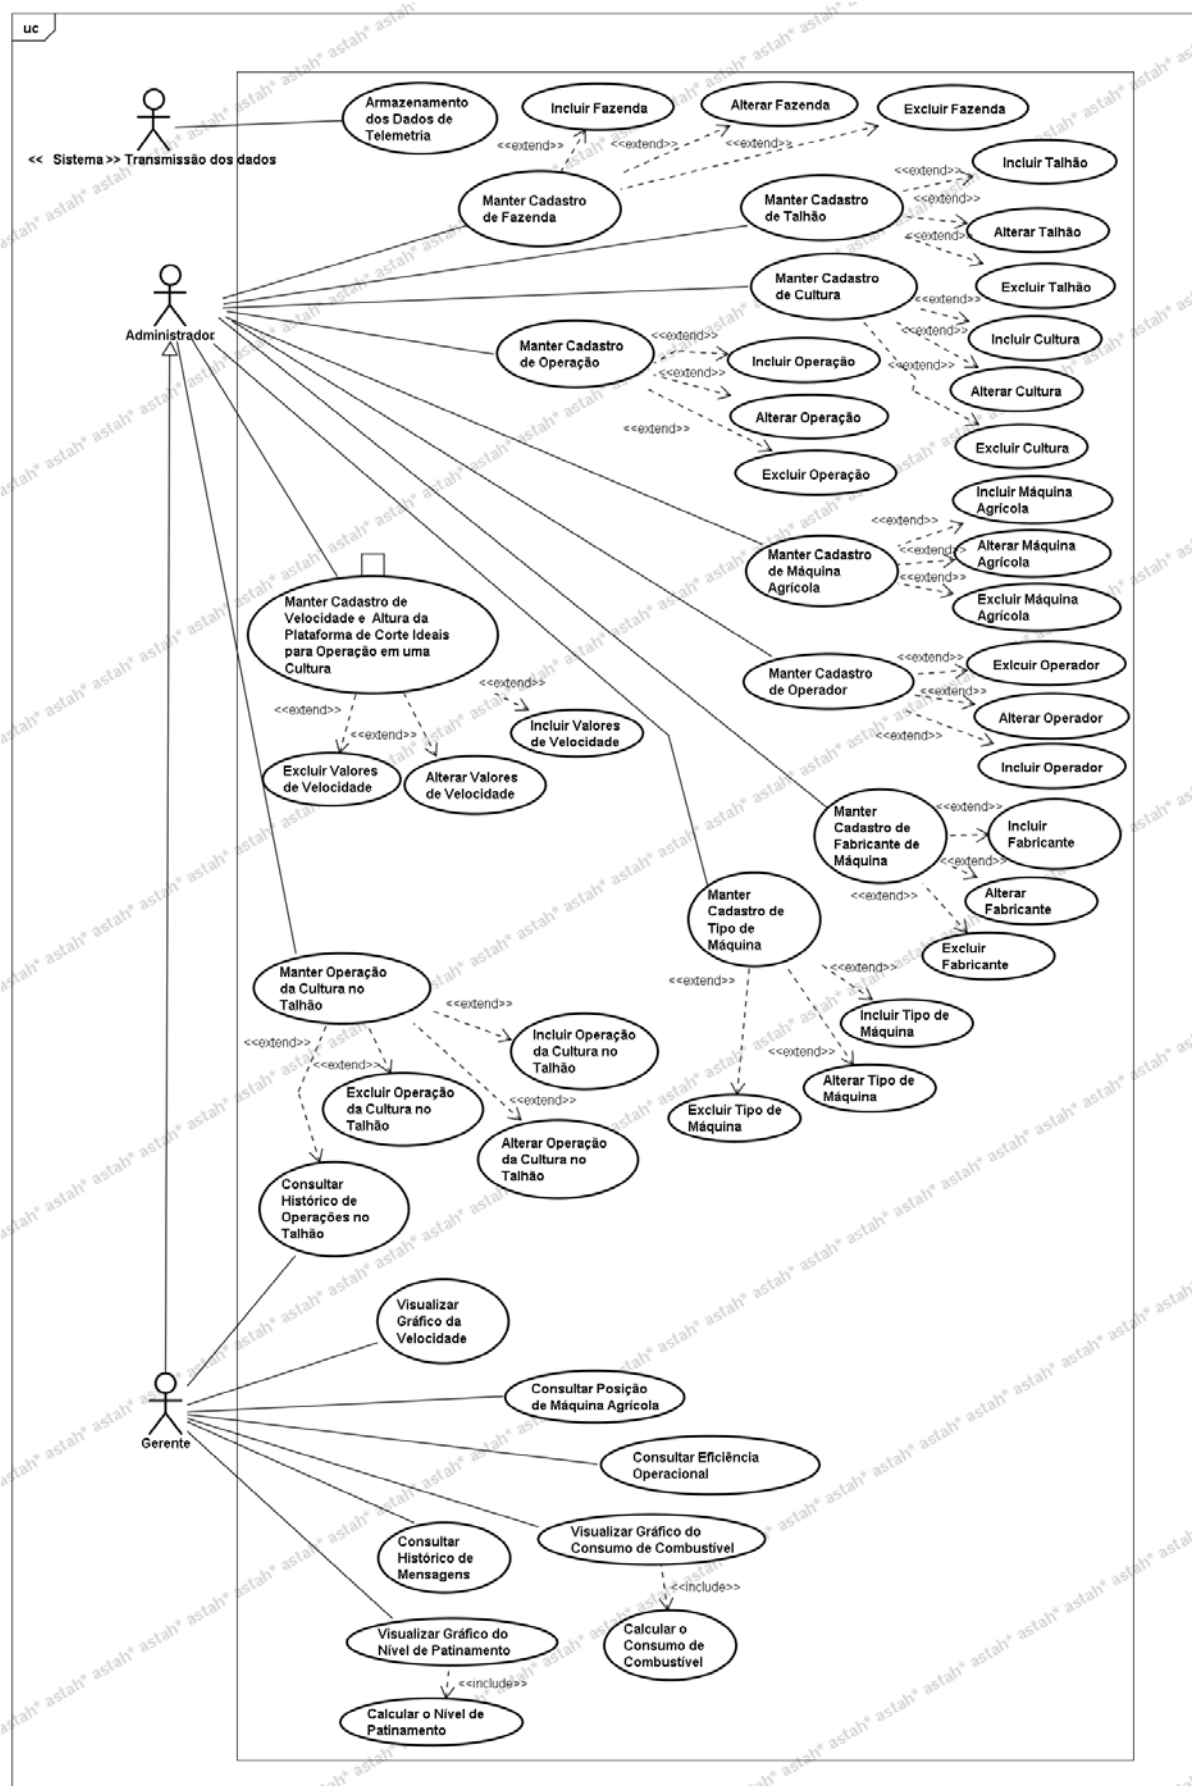 uc
Armazenamento
dos Dados de
Telemetria
Incluir Fazenda
Alterar Fazenda
Excluir Fazenda
<<extend>>
<<extend>>
<<extend>>
<< Sistema >> Transmissão dos dados
Manter Cadastro
de Fazenda
Manter Cadastro
de Talhão
<<extend>>
<<extend>>
<<extend>>
Incluir Talhão
Alterar Talhão
Excluir Talhão
Administrador
Manter Cadastro
de Cultura
<<extend>>
<<extend>>
<<extend>>
Incluir Cultura
Alterar Cultura
Excluir Cultura
Manter Cadastro
de Operação
<<extend>>
<<extend>>
<<extend>>
Incluir Operação
Alterar Operação
Excluir Operação
Manter Cadastro
de Máquina
Agrícola
<<extend>>
<<extend>>
<<extend>>
Incluir Máquina
Agrícola
Alterar Máquina
Agrícola
Excluir Máquina
Agrícola
Manter Cadastro de
Velocidade e Altura da
Plataforma de Corte Ideais
para Operação em uma
Cultura
<<extend>>
<<extend>>
<<extend>>
Incluir Valores
de Velocidade
Excluir Valores
de Velocidade
Alterar Valores
de Velocidade
Manter Cadastro
de Operador
<<extend>>
<<extend>>
<<extend>>
Exlcuir Operador
Alterar Operador
Incluir Operador
Manter
Cadastro de
Fabricante de
Máquina
<<extend>>
<<extend>>
<<extend>>
Incluir
Fabricante
Alterar
Fabricante
Excluir
Fabricante
Manter
Cadastro de
Tipo de
Máquina
<<extend>>
<<extend>>
<<extend>>
Incluir Tipo de
Máquina
Alterar Tipo de
Máquina
Excluir Tipo de
Máquina
Manter Operação
da Cultura no
Talhão
<<extend>>
<<extend>>
<<extend>>
<<extend>>
Incluir Operação
da Cultura no
Talhão
Excluir Operação
da Cultura no
Talhão
Alterar Operação
da Cultura no
Talhão
Consultar
Histórico de
Operações no
Talhão
Visualizar
Gráfico da
Velocidade
Gerente
Consultar Posição
de Máquina Agrícola
Consultar Eficiência
Operacional
Visualizar Gráfico do
Consumo de Combustível
Consultar
Histórico de
Mensagens
<<include>>
Calcular o
Consumo de
Combustível
Visualizar Gráfico do
Nível de Patinamento
<<include>>
Calcular o Nível de
Patinamento